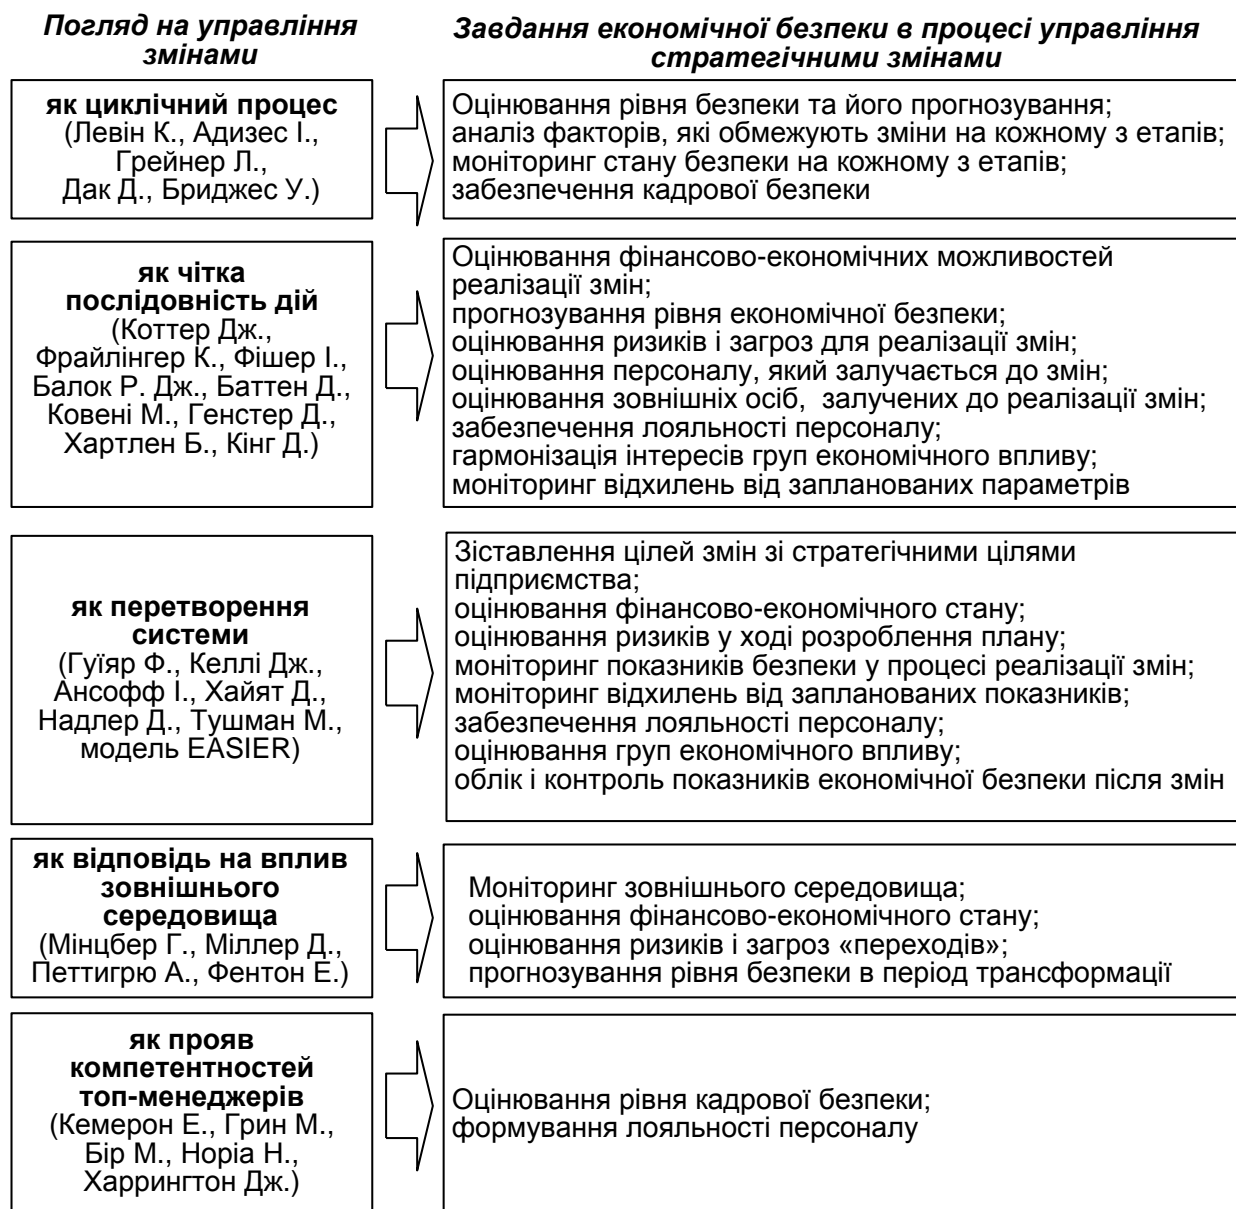 Погляд на управління
змінами
Завдання економічної безпеки в процесі управління
стратегічними змінами
як циклічний процес
(Левін К., Адизес І.,
Грейнер Л.,
Дак Д., Бриджес У.)
Оцінювання рівня безпеки та його прогнозування;
аналіз факторів, які обмежують зміни на кожному з етапів;
моніторинг стану безпеки на кожному з етапів;
забезпечення кадрової безпеки
як чітка
послідовність дій
(Коттер Дж.,
Фрайлінгер К., Фішер І.,
Балок Р. Дж., Баттен Д.,
Ковені М., Генстер Д.,
Хартлен Б., Кінг Д.)
Оцінювання фінансово-економічних можливостей
реалізації змін;
прогнозування рівня економічної безпеки;
оцінювання ризиків і загроз для реалізації змін;
оцінювання персоналу, який залучається до змін;
оцінювання зовнішніх осіб, залучених до реалізації змін;
забезпечення лояльності персоналу;
гармонізація інтересів груп економічного впливу;
моніторинг відхилень від запланованих параметрів
як перетворення
системи
(Гуїяр Ф., Келлі Дж.,
Ансофф І., Хайят Д.,
Надлер Д., Тушман М.,
модель EASIER)
Зіставлення цілей змін зі стратегічними цілями
підприємства;
оцінювання фінансово-економічного стану;
оцінювання ризиків у ході розроблення плану;
моніторинг показників безпеки у процесі реалізації змін;
моніторинг відхилень від запланованих показників;
забезпечення лояльності персоналу;
оцінювання груп економічного впливу;
облік і контроль показників економічної безпеки після змін
як відповідь на вплив
зовнішнього
середовища
(Мінцбер Г., Міллер Д.,
Петтигрю А., Фентон Е.)
Моніторинг зовнішнього середовища;
оцінювання фінансово-економічного стану;
оцінювання ризиків і загроз «переходів»;
прогнозування рівня безпеки в період трансформації
як прояв
компетентностей
топ-менеджерів
(Кемерон Е., Грин М.,
Бір М., Норіа Н.,
Харрингтон Дж.)
Оцінювання рівня кадрової безпеки;
формування лояльності персоналу